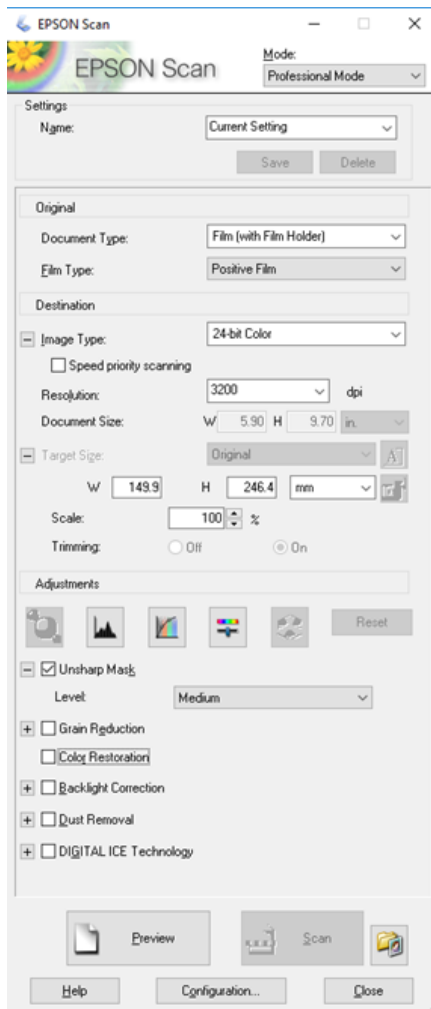 EPSON Scan
EPSON Scan
Mode:
Professional Mode
Settings
Name: Current Setting
Save Delete
Original
Document Type: Film (with Film Holder)
Film Type: Positive Film
Destination
Image Type: 24-bit Color
Speed priority scanning
Resolution: 3200 dpi
Document Size: W 5.90 H 9.70 in.
Target Size: Original
W 149.9 H 246.4 mm
Scale: 100 %
Trimming: Off On
Adjustments
Reset
Unsharp Mask
Level: Medium
Grain Reduction
Color Restoration
Backlight Correction
Dust Removal
DIGITAL ICE Technology
Preview Scan
Help Configuration... Close